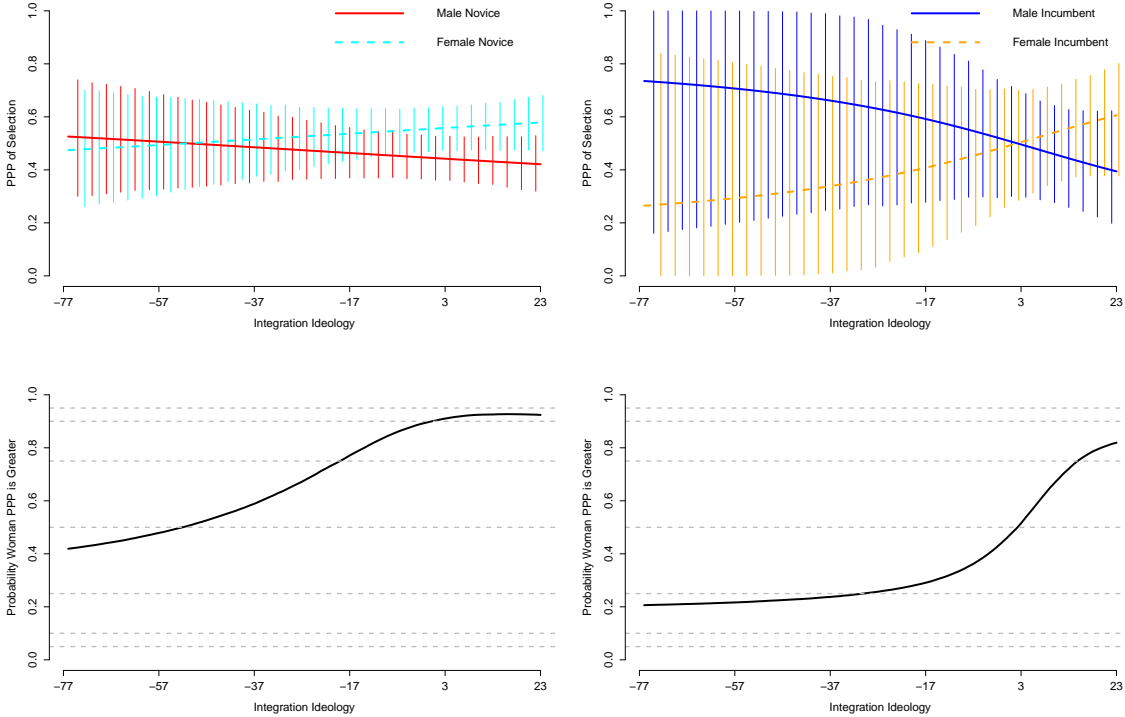 Male Novice
Female Novice
PPP of Selection
0.0 0.2 0.4 0.6 0.8 1.0
−77 −57 −37 −17 3 23
Integration Ideology
Male Incumbent
Female Incumbent
PPP of Selection
0.0 0.2 0.4 0.6 0.8 1.0
−77 −57 −37 −17 3 23
Integration Ideology
Probability Woman PPP is Greater
0.0 0.2 0.4 0.6 0.8 1.0
−77 −57 −37 −17 3 23
Integration Ideology
Probability Woman PPP is Greater
0.0 0.2 0.4 0.6 0.8 1.0
−77 −57 −37 −17 3 23
Integration Ideology